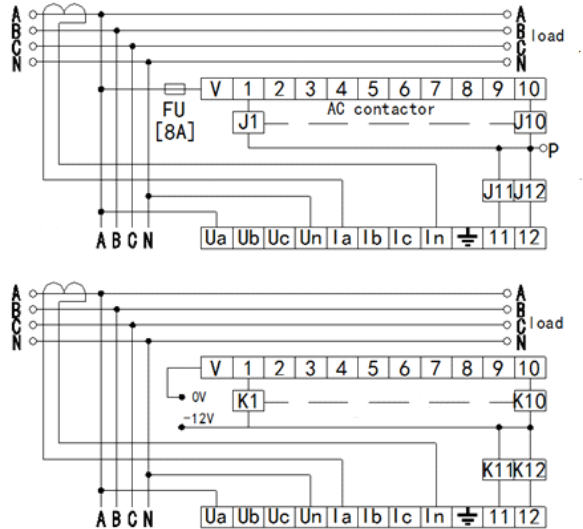 A A
B B load
C C
N N
V 1 2 3 4 5 6 7 8 9 10
FU AC contactor
[8A] J1 J10
P
J11 J12
A B C N Ua Ub Uc Un Ia Ib Ic In 11 12
A A
B B
C C load
N N
V 1 2 3 4 5 6 7 8 9 10
0V K1 K10
-12V
K11 K12
A B C N Ua Ub Uc Un Ia Ib Ic In 11 12